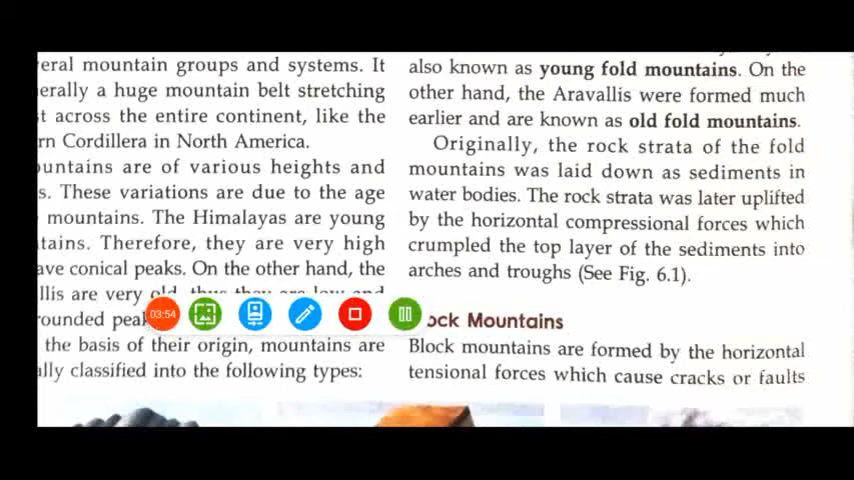 veral mountain groups and systems. It
nerally a huge mountain belt stretching
t across the entire continent, like the
rn Cordillera in North America.
ountains are of various heights and
s. These variations are due to the age
mountains. The Himalayas are young
tains. Therefore, they are very high
ave conical peaks. On the other hand, the
llis are very old, thus they are low and
rounded pea
the basis of their origin, mountains are
ally classified into the following types:
also known as young fold mountains. On the
other hand, the Aravallis were formed much
earlier and are known as old fold mountains.
Originally, the rock strata of the fold
mountains was laid down as sediments in
water bodies. The rock strata was later uplifted
by the horizontal compressional forces which
crumpled the top layer of the sediments into
arches and troughs (See Fig. 6.1).
ock Mountains
Block mountains are formed by the horizontal
tensional forces which cause cracks or faults
03:54